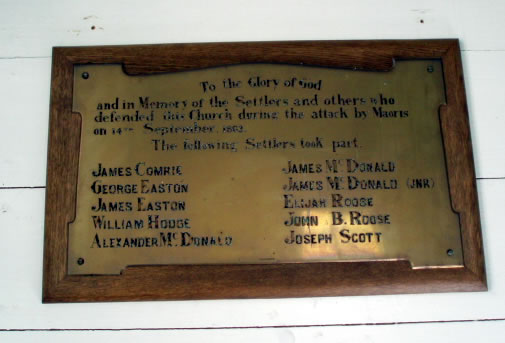 To the Glory of God
and in Memory of the Settlers and others who
defended this Church during the attack by Maoris
on 14TH September, 1863.
The following Settlers took part.
JAMES COMRIE
GEORGE EASTON
JAMES EASTON
WILLIAM HODGE
ALEXANDER Mc DONALD
JAMES Mc DONALD
JAMES Mc DONALD (JNR)
ELIJAH ROOSE
JOHN B. ROOSE
JOSEPH SCOTT